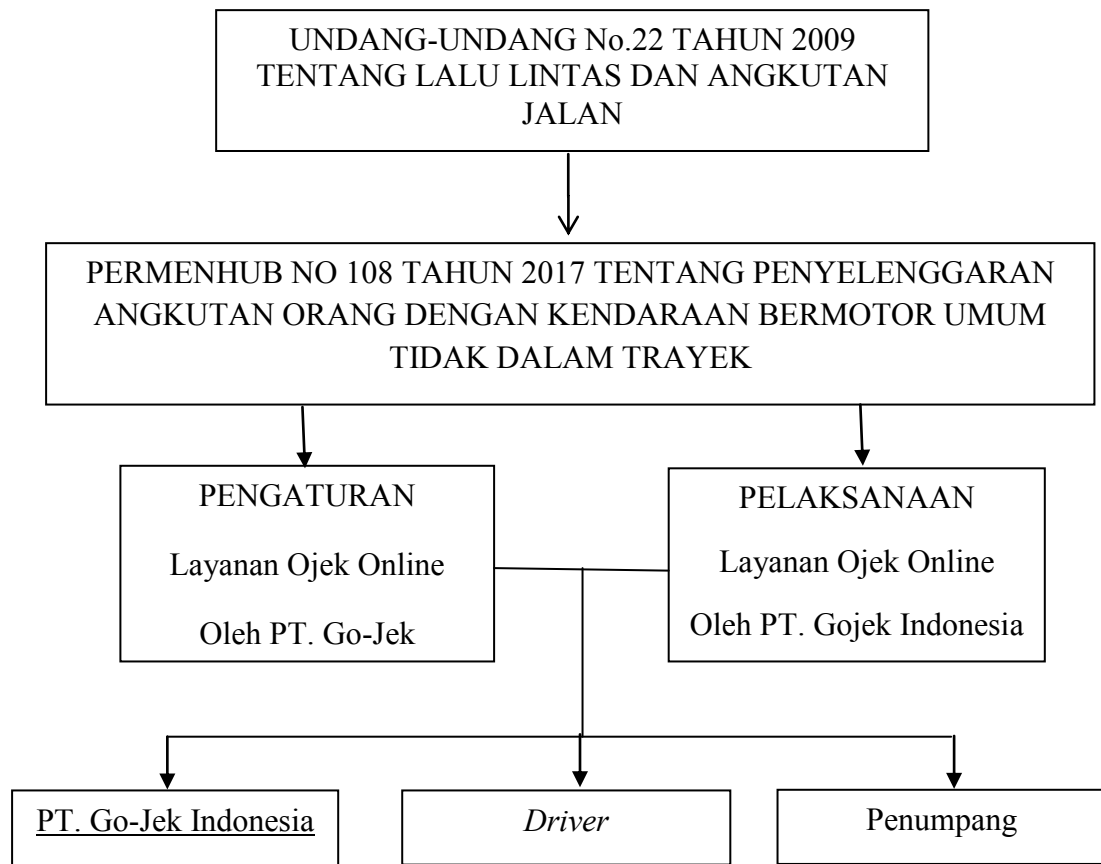 UNDANG-UNDANG No.22 TAHUN 2009
TENTANG LALU LINTAS DAN ANGKUTAN
JALAN
PERMENHUB NO 108 TAHUN 2017 TENTANG PENYELENGGARAN
ANGKUTAN ORANG DENGAN KENDARAAN BERMOTOR UMUM
TIDAK DALAM TRAYEK
PENGATURAN
Layanan Ojek Online
Oleh PT. Go-Jek
PELAKSANAAN
Layanan Ojek Online
Oleh PT. Gojek Indonesia
PT. Go-Jek Indonesia
Driver
Penumpang